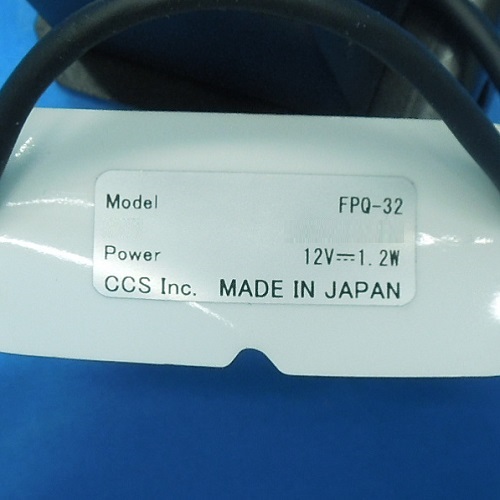 Model FPQ-32
Power 12V⎓1.2W
CCS Inc. MADE IN JAPAN